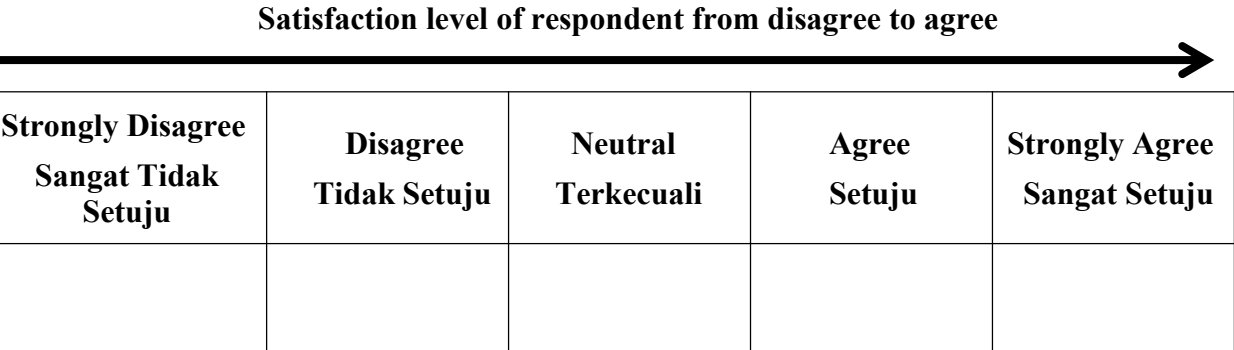 Satisfaction level of respondent from disagree to agree
Strongly Disagree
Sangat Tidak
Setuju
Disagree
Tidak Setuju
Neutral
Terkecuali
Agree
Setuju
Strongly Agree
Sangat Setuju